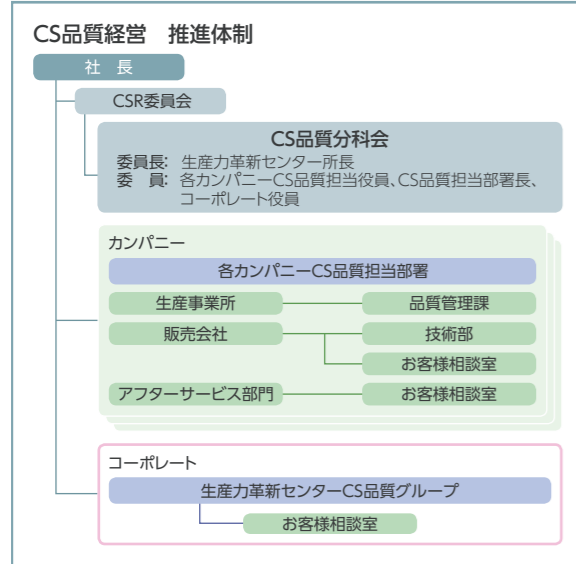 CS品質経営　推進体制
社　長
CSR委員会
CS品質分科会
委員長：生産力革新センター所長
委　員：各カンパニーCS品質担当役員、CS品質担当部署長、
コーポレート役員
カンパニー
各カンパニーCS品質担当部署
生産事業所　品質管理課
販売会社　技術部
お客様相談室
アフターサービス部門　お客様相談室
コーポレート
生産力革新センターCS品質グループ
お客様相談室